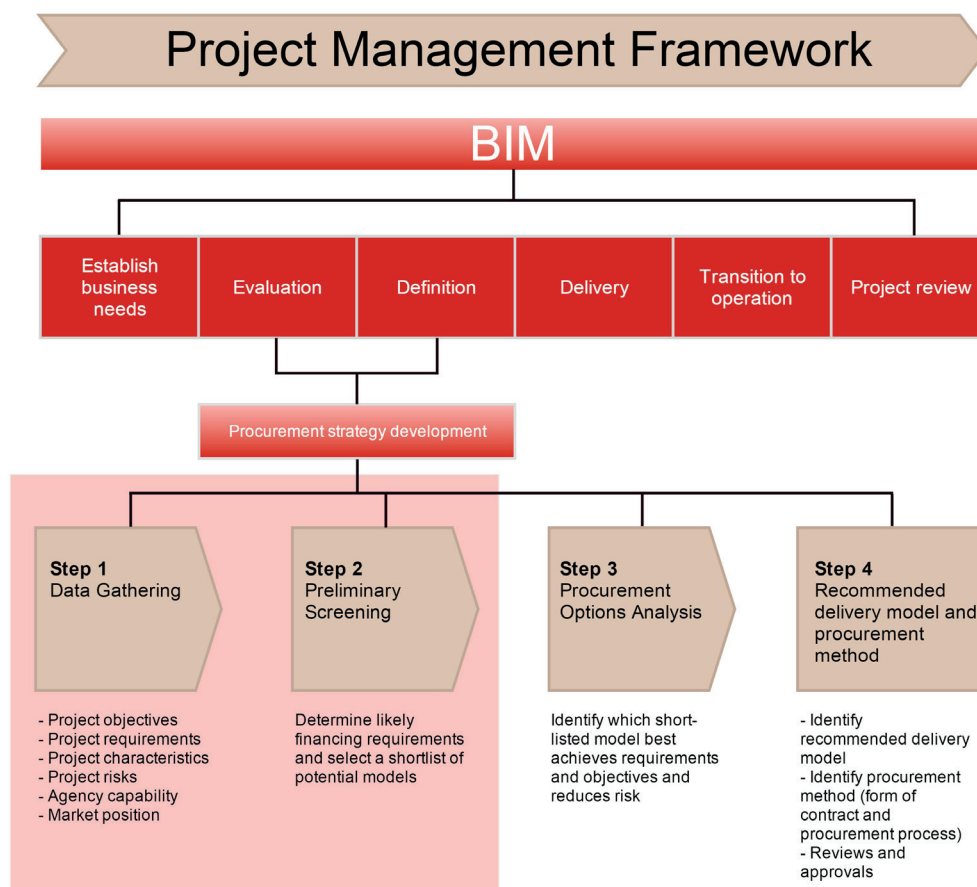 Project Management Framework
BIM
Establish
business
needs
Evaluation
Definition
Delivery
Transition to
operation
Project review
Procurement strategy development
Step 1
Data Gathering
Step 2
Preliminary
Screening
Step 3
Procurement
Options Analysis
Step 4
Recommended
delivery model and
procurement
method
- Project objectives
- Project requirements
- Project characteristics
- Project risks
- Agency capability
- Market position
Determine likely
financing requirements
and select a shortlist of
potential models
Identify which short-
listed model best
achieves requirements
and objectives and
reduces risk
- Identify
recommended delivery
model
- Identify procurement
method (form of
contract and
procurement process)
- Reviews and
approvals